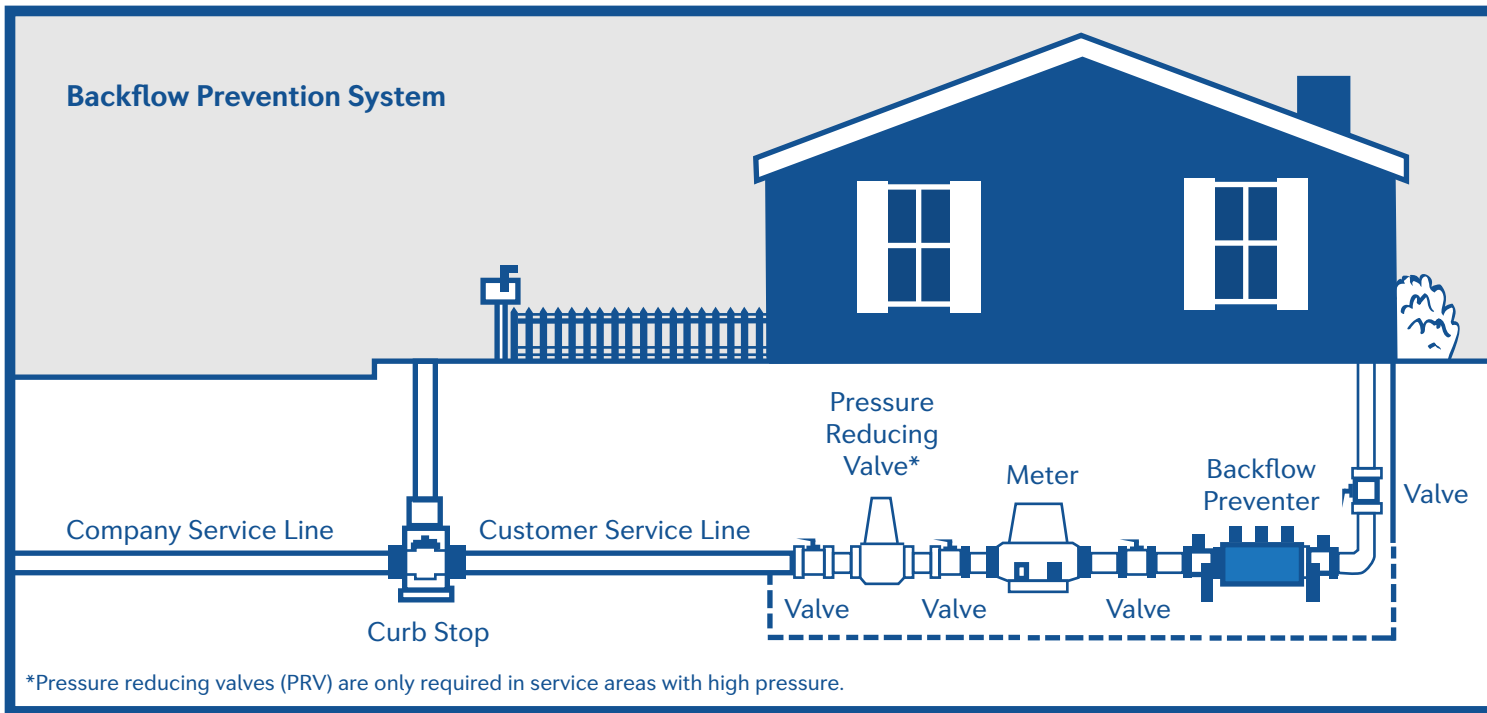 Backflow Prevention System
Pressure
Reducing
Valve*
Meter
Backflow
Preventer
Valve
Company Service Line
Customer Service Line
Valve
Valve
Valve
Curb Stop
*Pressure reducing valves (PRV) are only required in service areas with high pressure.